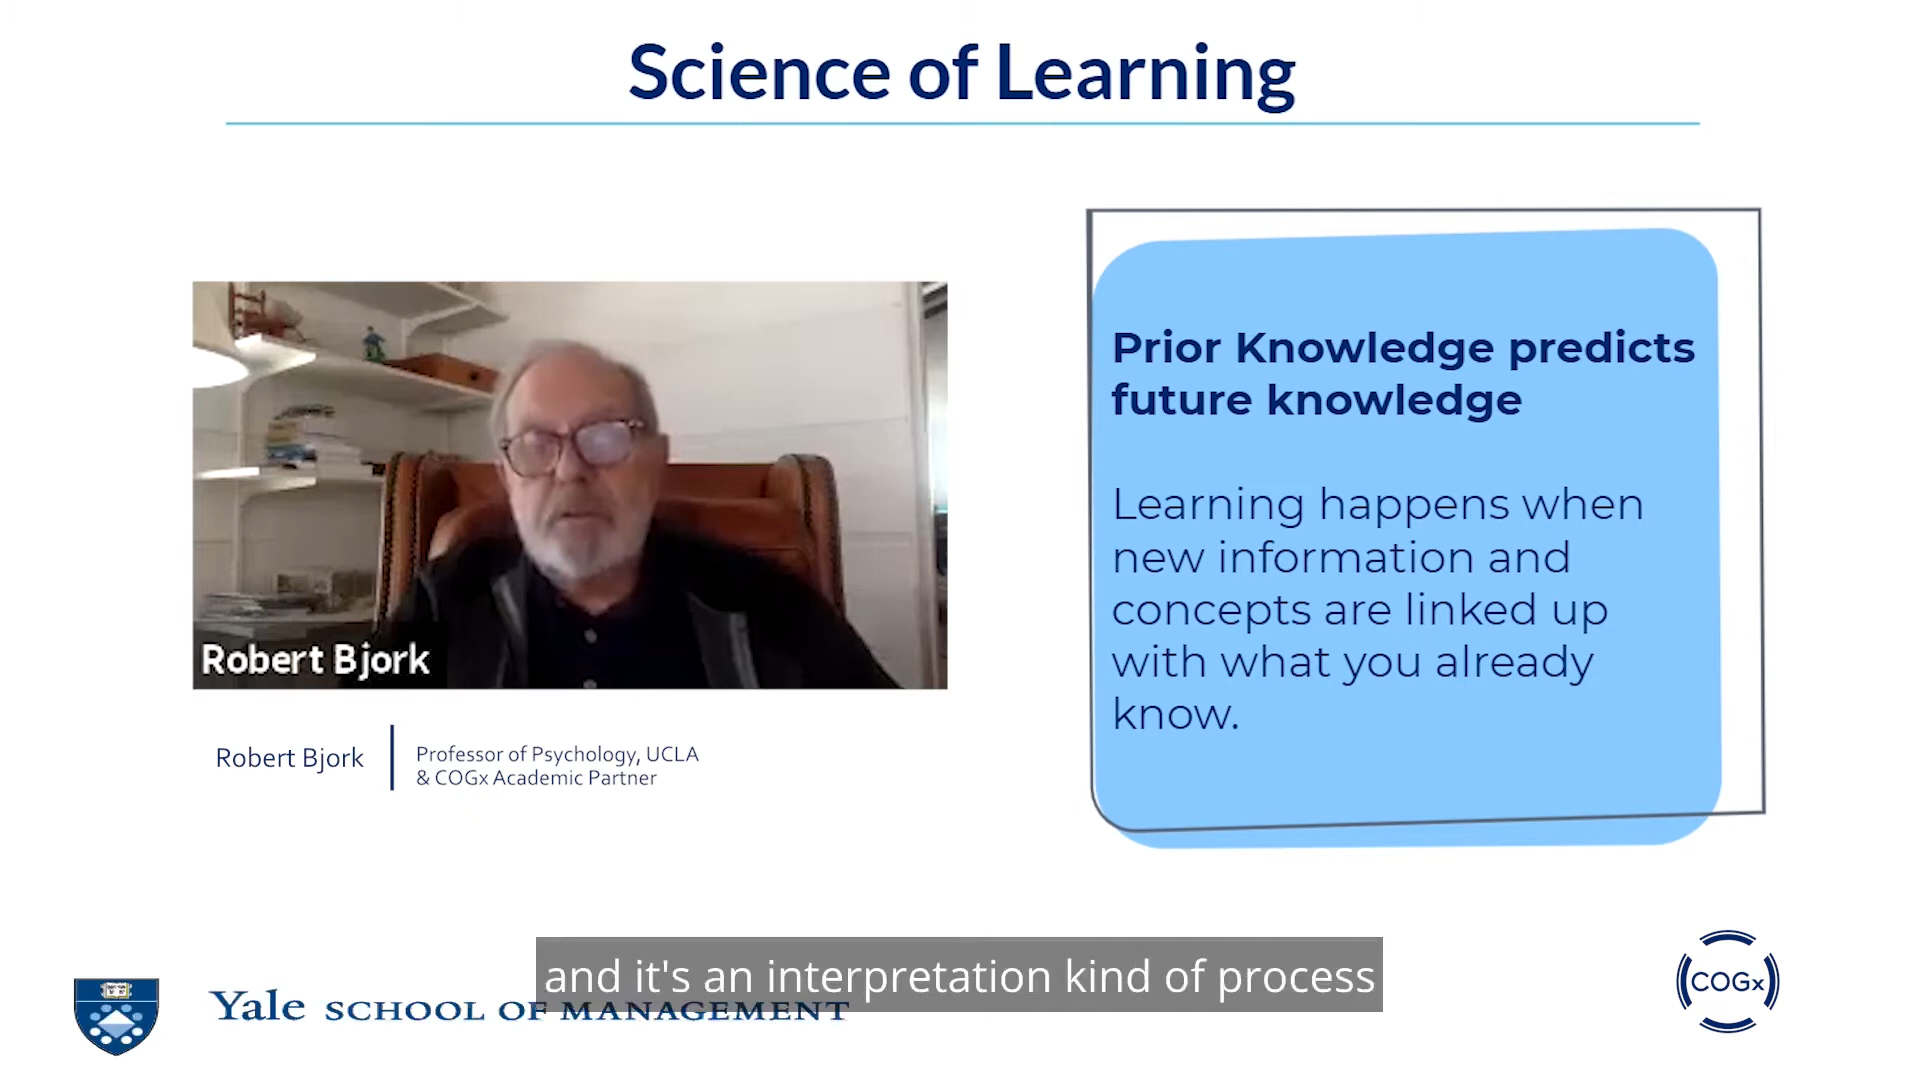 Science of Learning
Robert Bjork
Robert Bjork
Professor of Psychology, UCLA
& COGx Academic Partner
Prior Knowledge predicts
future knowledge
Learning happens when
new information and
concepts are linked up
with what you already
know.
and it's an interpretation kind of process
Yale SCHOOL OF MANAGEMENT
COGx